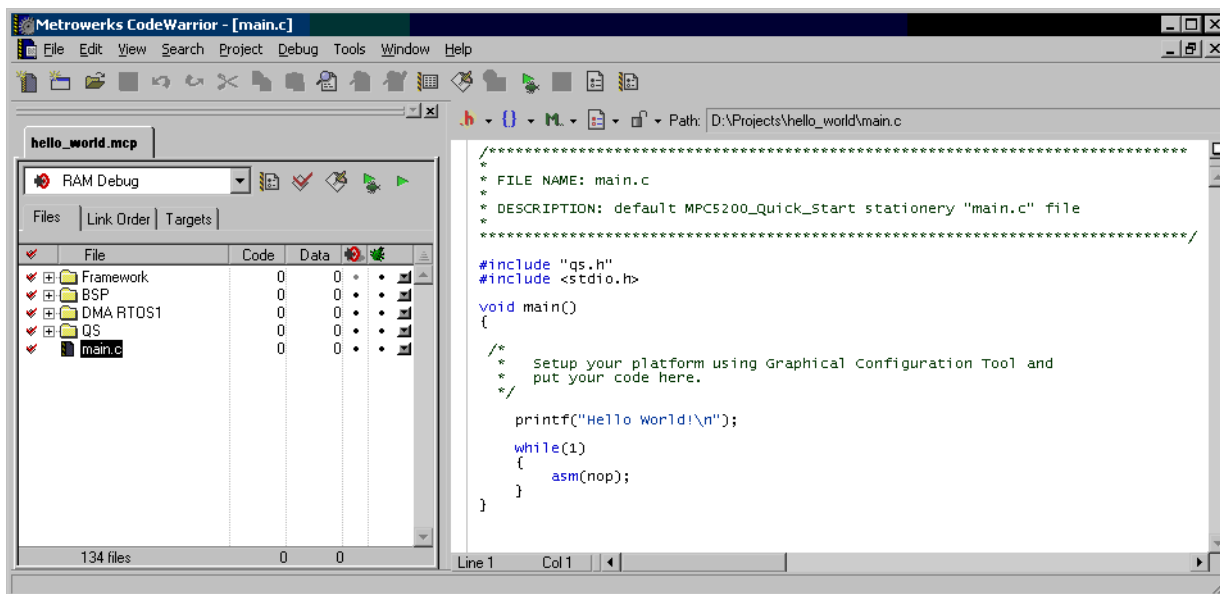 Metrowerks CodeWarrior - [main.c]
File Edit View Search Project Debug Tools Window Help
hello_world.mcp
RAM Debug
Files Link Order Targets
File Code Data
Framework 0 0
BSP 0 0
DMA RTOS1 0 0
QS 0 0
main.c 0 0
134 files 0 0
.h {} M. Path: D:\Projects\hello_world\main.c
/*******************************************************************************
*
* FILE NAME: main.c
*
* DESCRIPTION: default MPC5200_Quick_Start stationery "main.c" file
*
*******************************************************************************/
#include "qs.h"
#include <stdio.h>
void main()
{
/*
* Setup your platform using Graphical Configuration Tool and
* put your code here.
*/
printf("Hello World!\n");
while(1)
{
asm(nop);
}
}
Line 1 Col 1